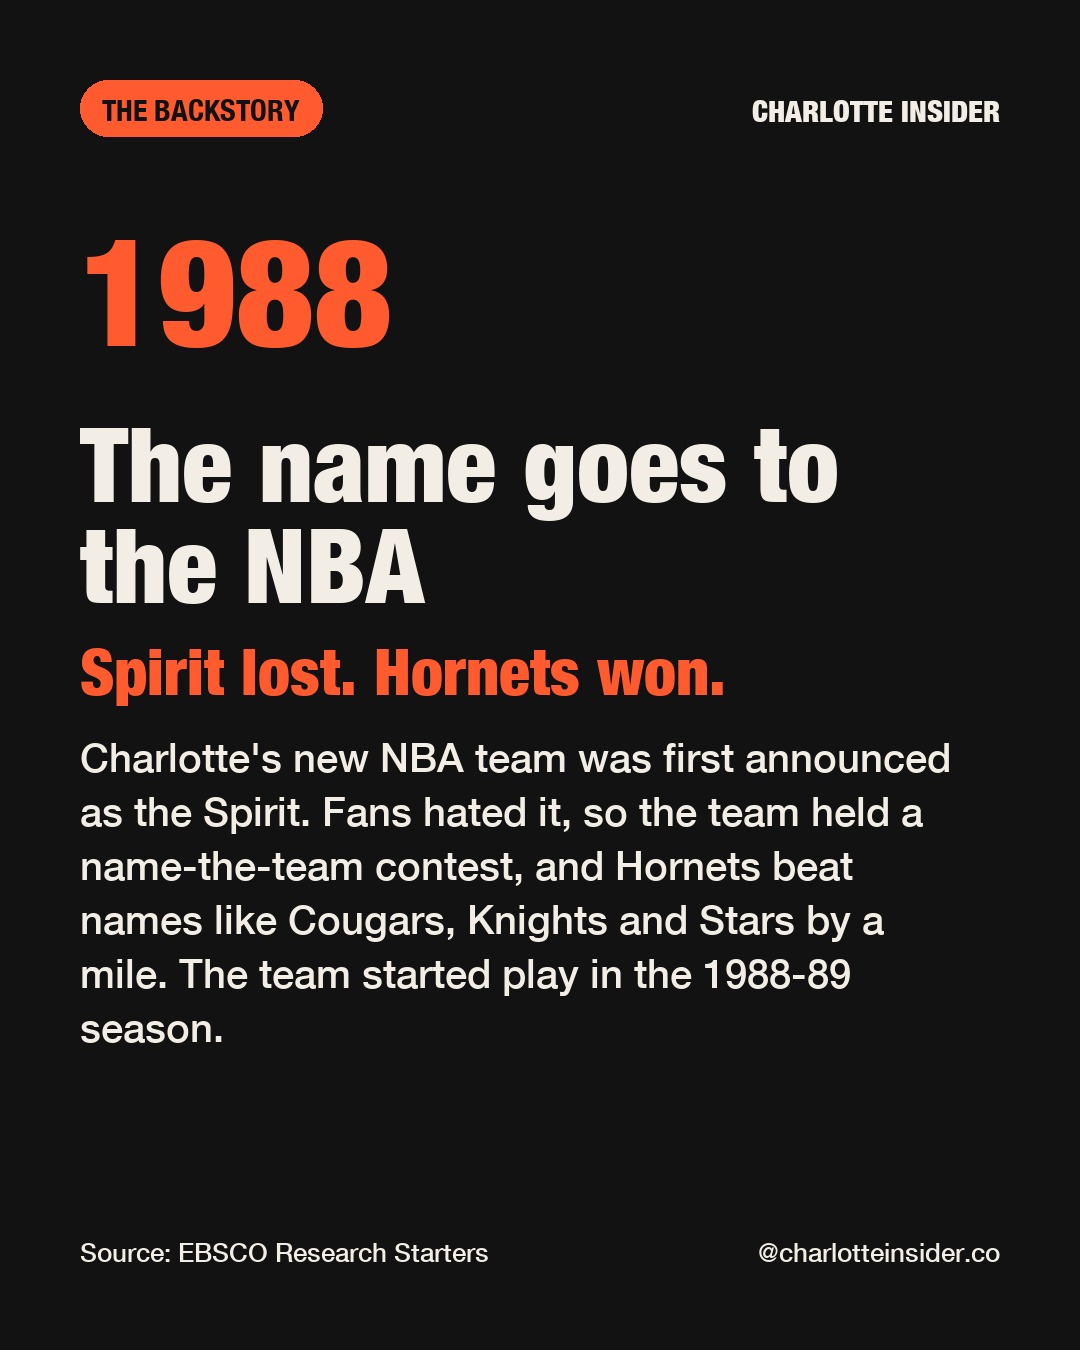 THE BACKSTORY
CHARLOTTE INSIDER
1988
The name goes to
the NBA
Spirit lost. Hornets won.
Charlotte's new NBA team was first announced
as the Spirit. Fans hated it, so the team held a
name-the-team contest, and Hornets beat
names like Cougars, Knights and Stars by a
mile. The team started play in the 1988-89
season.
Source: EBSCO Research Starters
@charlotteinsider.co